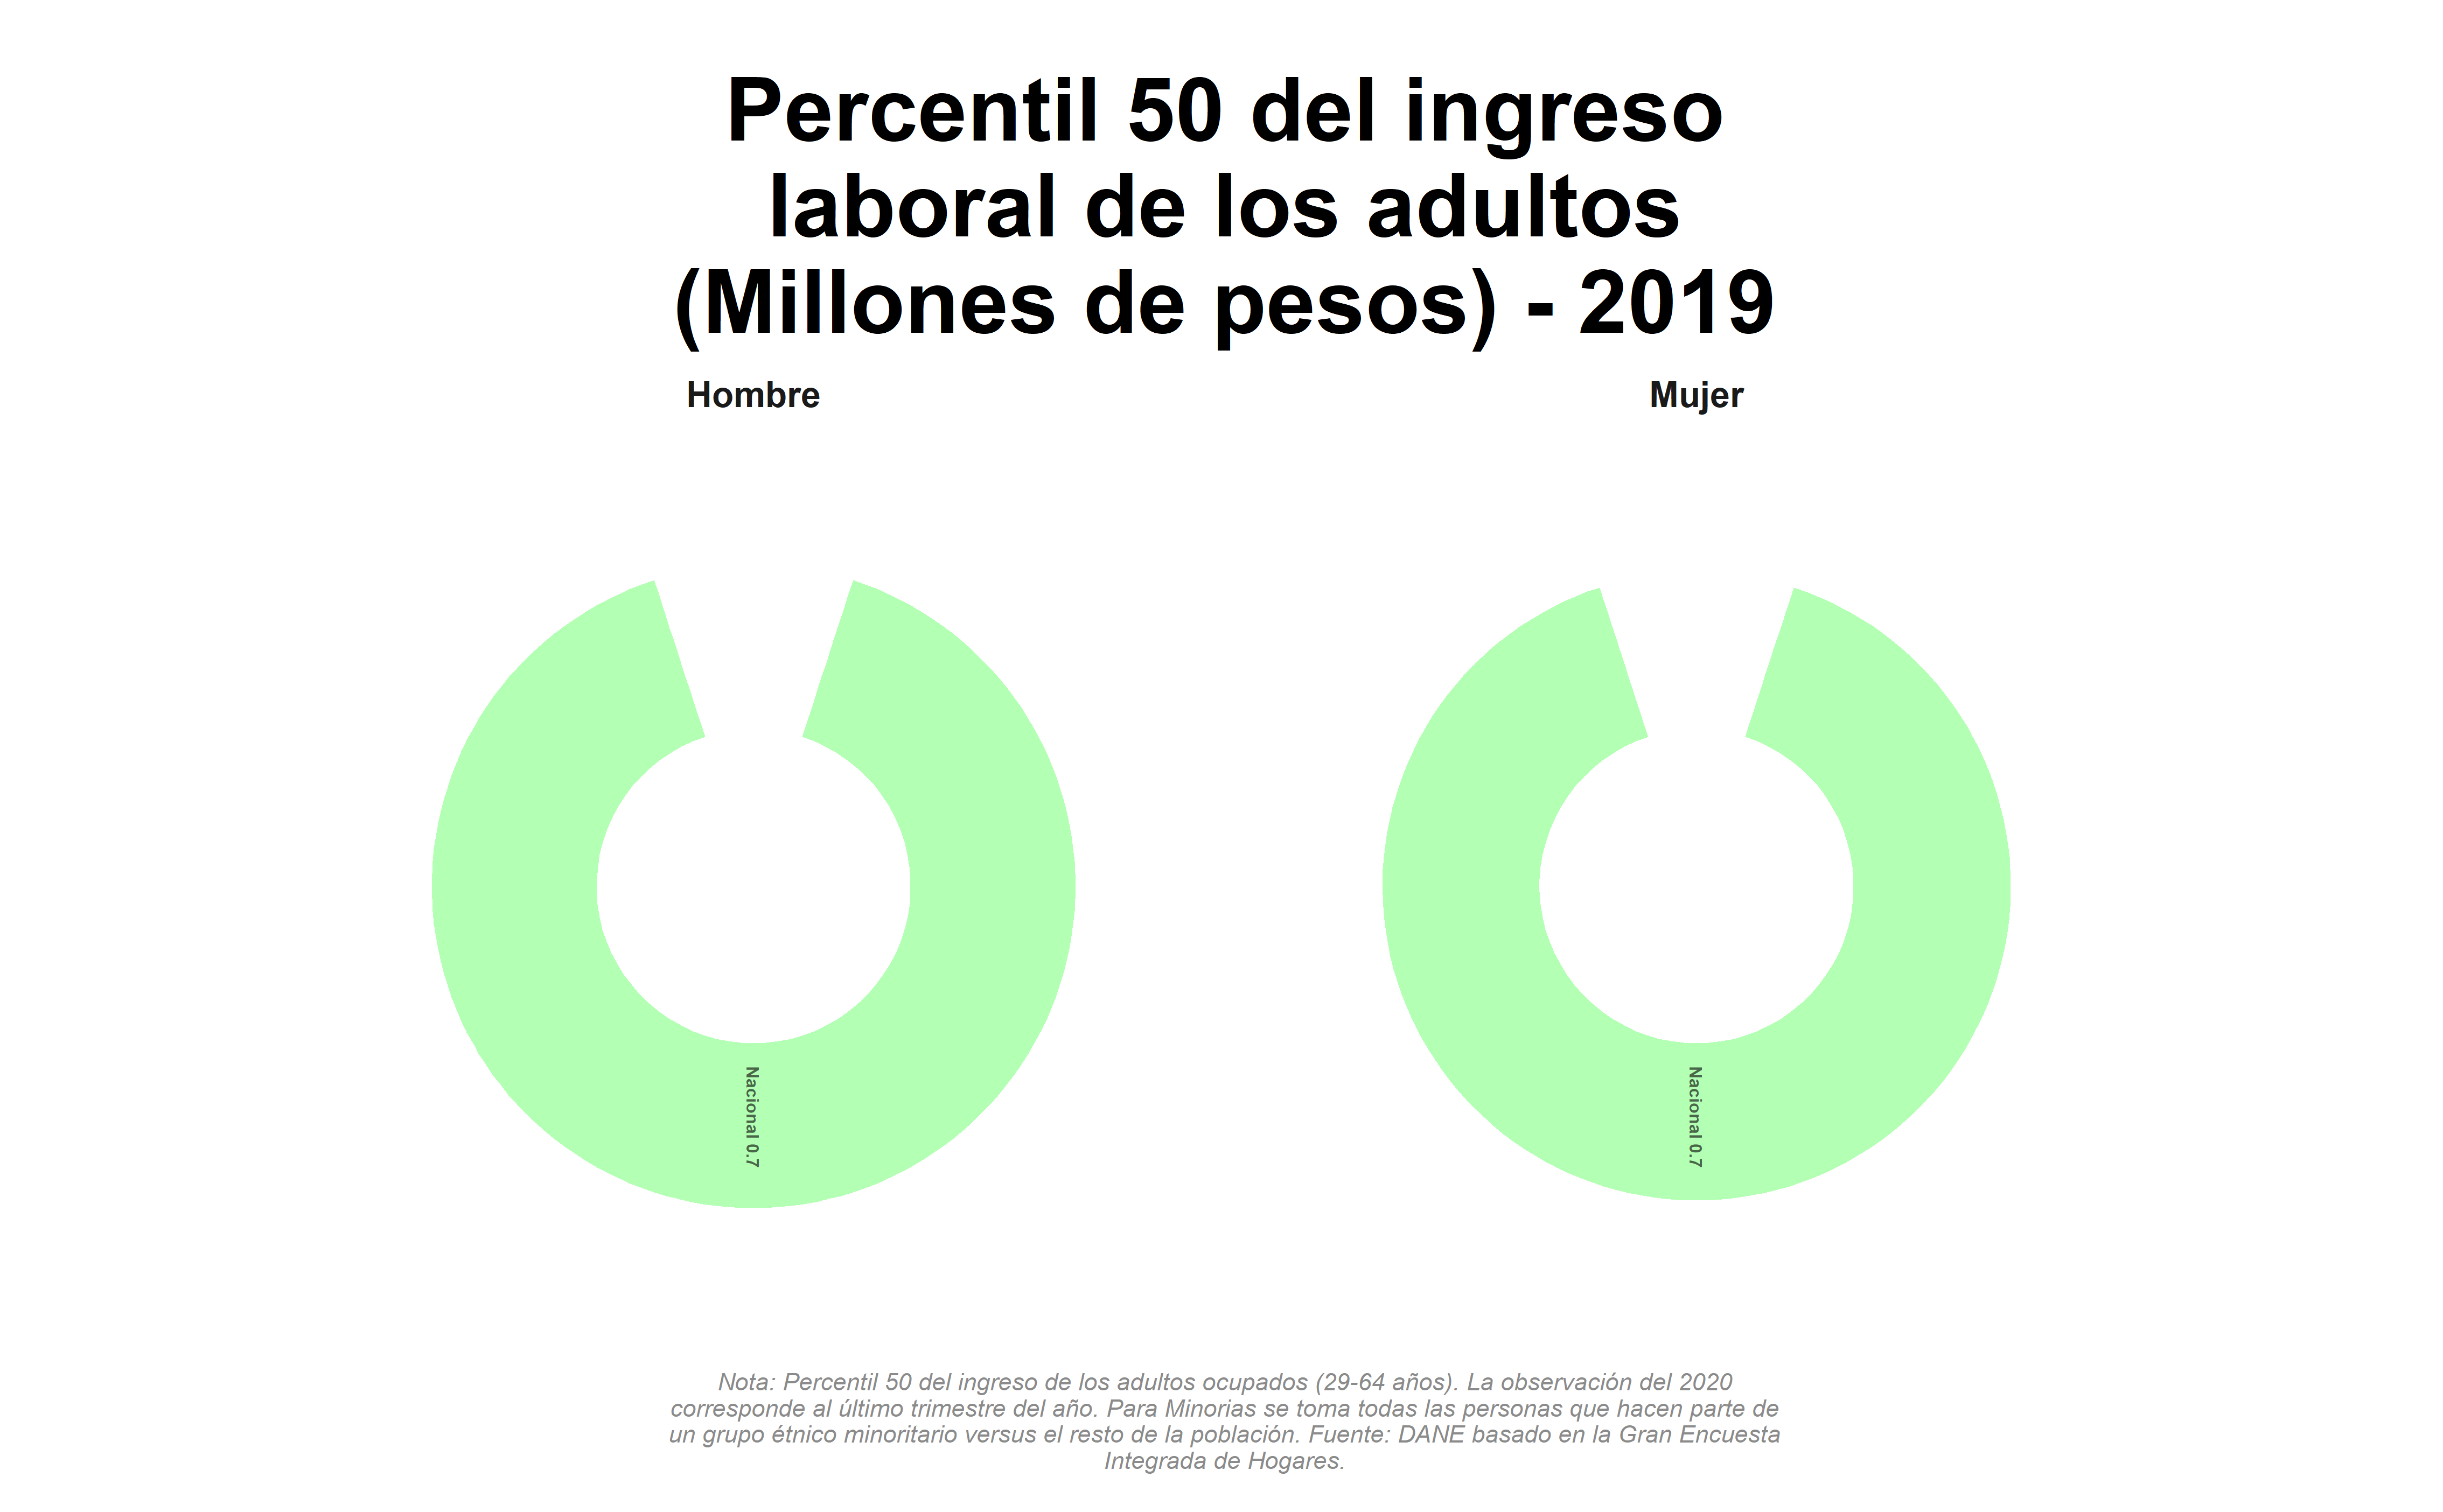 Percentil 50 del ingreso
laboral de los adultos
(Millones de pesos) - 2019
Hombre
Mujer
Nacional 0.7
Nacional 0.7
Nota: Percentil 50 del ingreso de los adultos ocupados (29-64 años). La observación del 2020
corresponde al último trimestre del año. Para Minorias se toma todas las personas que hacen parte de
un grupo étnico minoritario versus el resto de la población. Fuente: DANE basado en la Gran Encuesta
Integrada de Hogares.